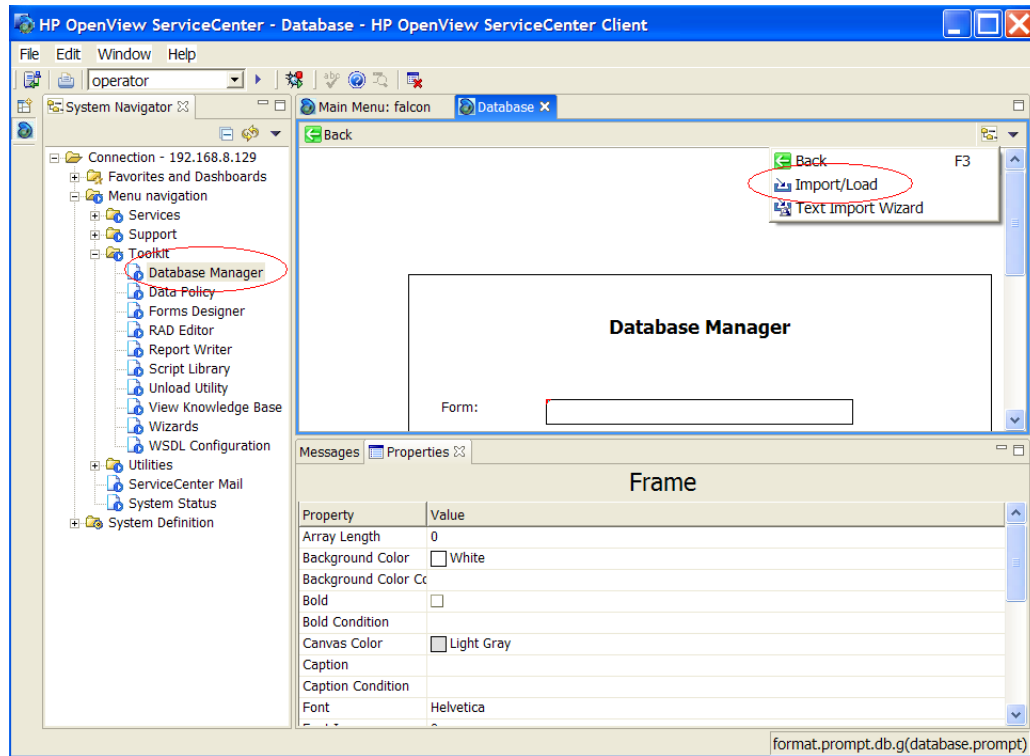 HP OpenView ServiceCenter - Database - HP OpenView ServiceCenter Client
File Edit Window Help
operator
System Navigator
Connection - 192.168.8.129
Favorites and Dashboards
Menu navigation
Services
Support
Toolkit
Database Manager
Data Policy
Forms Designer
RAD Editor
Report Writer
Script Library
Unload Utility
View Knowledge Base
Wizards
WSDL Configuration
Utilities
ServiceCenter Mail
System Status
System Definition
Main Menu: falcon Database
Back
Back F3
Import/Load
Text Import Wizard
Database Manager
Form:
Messages Properties
Frame
Property Value
Array Length 0
Background Color White
Background Color Co
Bold
Bold Condition
Canvas Color Light Gray
Caption
Caption Condition
Font Helvetica
format.prompt.db.g(database.prompt)